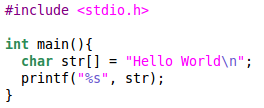 #include <stdio.h>
int main(){
  char str[] = "Hello World\n";
  printf("%s", str);
}